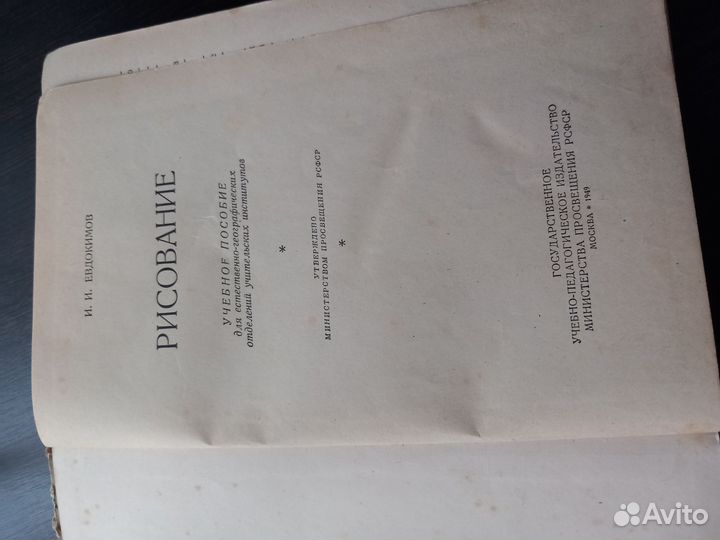 И. И. ЕВДОКИМОВ
РИСОВАНИЕ
УЧЕБНОЕ ПОСОБИЕ
для естественно-географических
отделений учительских институтов
*
УТВЕРЖДЕНО
МИНИСТЕРСТВОМ ПРОСВЕЩЕНИЯ РСФСР
*
ГОСУДАРСТВЕННОЕ
УЧЕБНО-ПЕДАГОГИЧЕСКОЕ ИЗДАТЕЛЬСТВО
МИНИСТЕРСТВА ПРОСВЕЩЕНИЯ РСФСР
МОСКВА * 1949
Avito